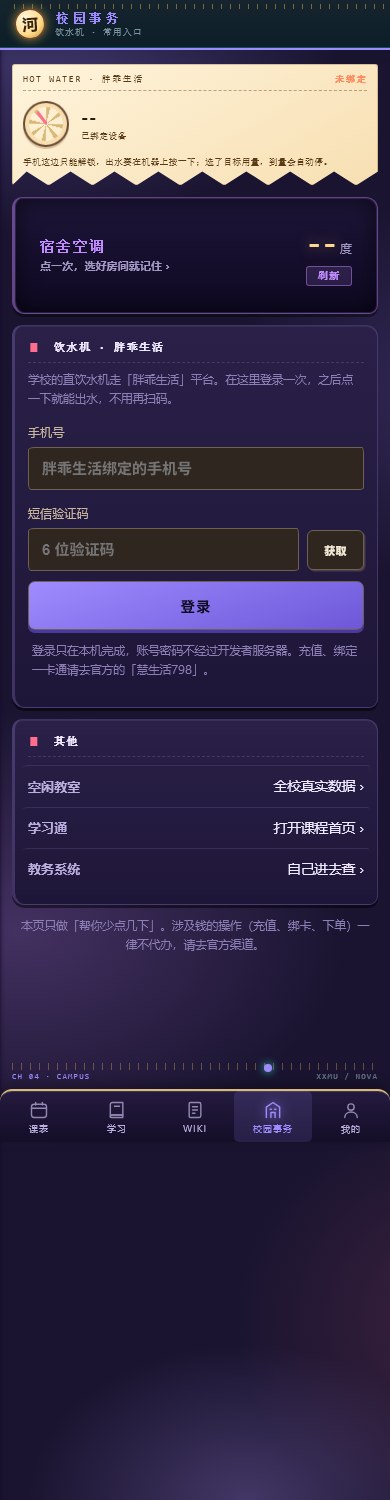 河
校园事务
饮水机 · 常用入口
HOT WATER · 胖乖生活
未绑定
--
已绑定设备
手机这边只能解锁，出水要在机器上按一下；选了目标用量，到量会自动停。
宿舍空调
点一次，选好房间就记住 ›
-- 度
刷新
饮水机 · 胖乖生活
学校的直饮水机走「胖乖生活」平台。在这里登录一次，之后点
一下就能出水，不用再扫码。
手机号
胖乖生活绑定的手机号
短信验证码
6 位验证码
获取
登录
登录只在本机完成，账号密码不经过开发者服务器。充值、绑定
一卡通请去官方的「慧生活798」。
其他
空闲教室
全校真实数据 ›
学习通
打开课程首页 ›
教务系统
自己进去查 ›
本页只做「帮你少点几下」。涉及钱的操作（充值、绑卡、下单）一
律不代办，请去官方渠道。
CH 04 · CAMPUS
XXMU / NOVA
课表
学习
WIKI
校园事务
我的